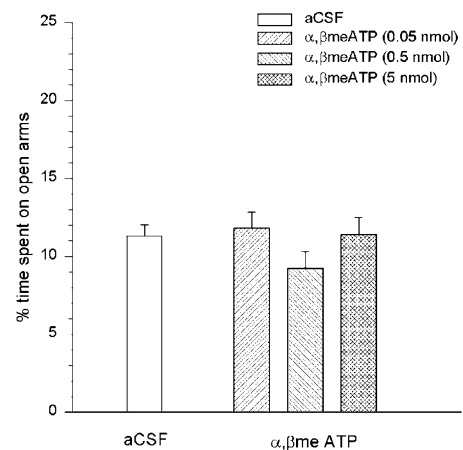 aCSF
α,βmeATP (0.05 nmol)
α,βmeATP (0.5 nmol)
α,βmeATP (5 nmol)
% time spent on open arms
25
20
15
10
5
0
aCSF
α,βme ATP